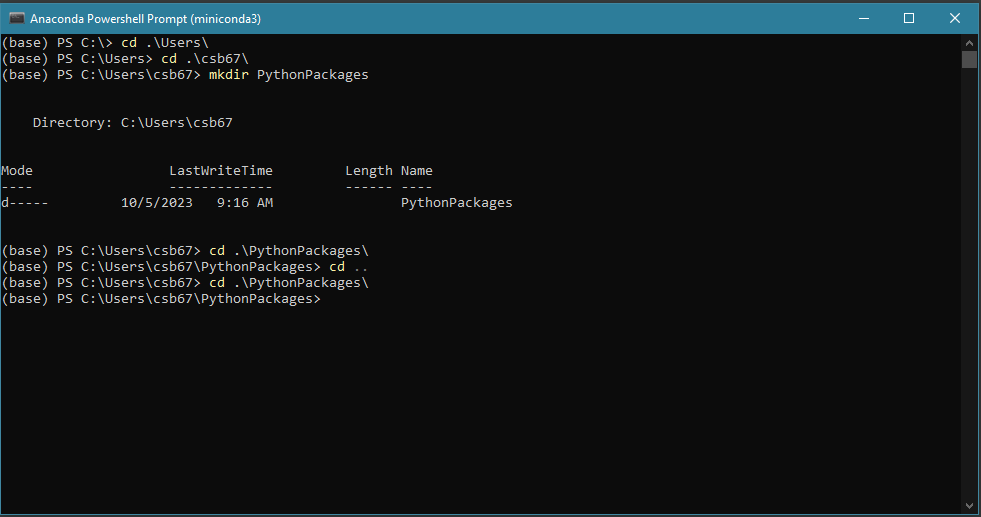 Anaconda Powershell Prompt (miniconda3)
(base) PS C:\> cd .\Users\
(base) PS C:\Users> cd .\csb67\
(base) PS C:\Users\csb67> mkdir PythonPackages
    Directory: C:\Users\csb67
Mode                 LastWriteTime         Length Name
----                 -------------         ------ ----
d-----         10/5/2023   9:16 AM                PythonPackages
(base) PS C:\Users\csb67> cd .\PythonPackages\
(base) PS C:\Users\csb67\PythonPackages> cd ..
(base) PS C:\Users\csb67> cd .\PythonPackages\
(base) PS C:\Users\csb67\PythonPackages>